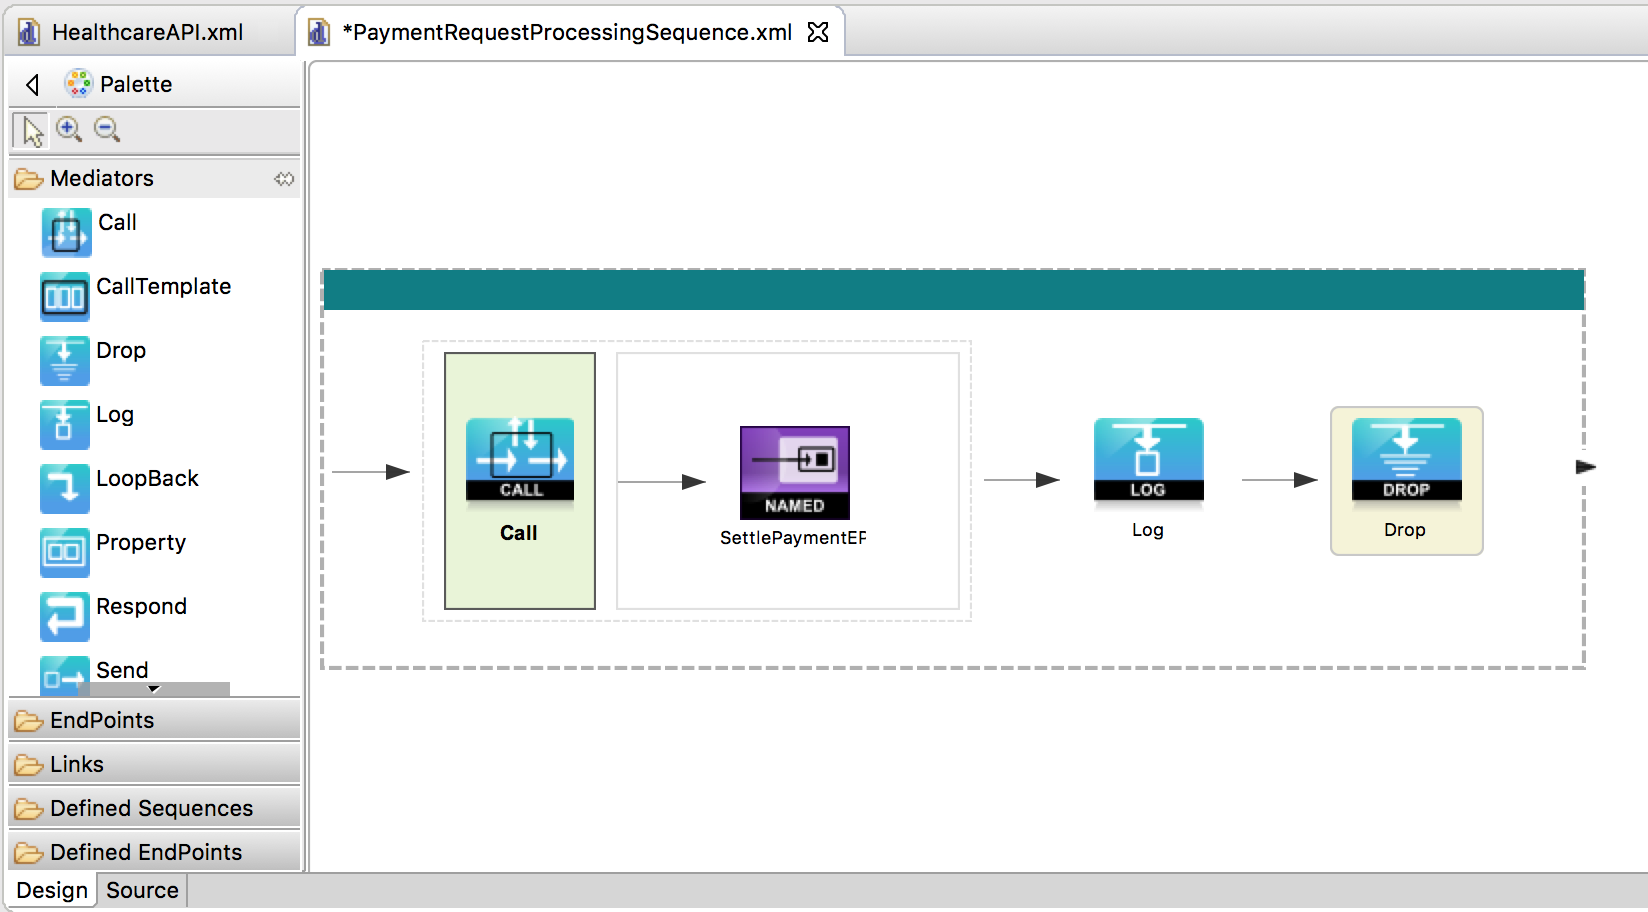 HealthcareAPI.xml
*PaymentRequestProcessingSequence.xml
Palette
Mediators
Call
CallTemplate
Drop
Log
LoopBack
Property
Respond
Send
EndPoints
Links
Defined Sequences
Defined EndPoints
Design
Source
CALL
Call
NAMED
SettlePaymentEP
LOG
Log
DROP
Drop